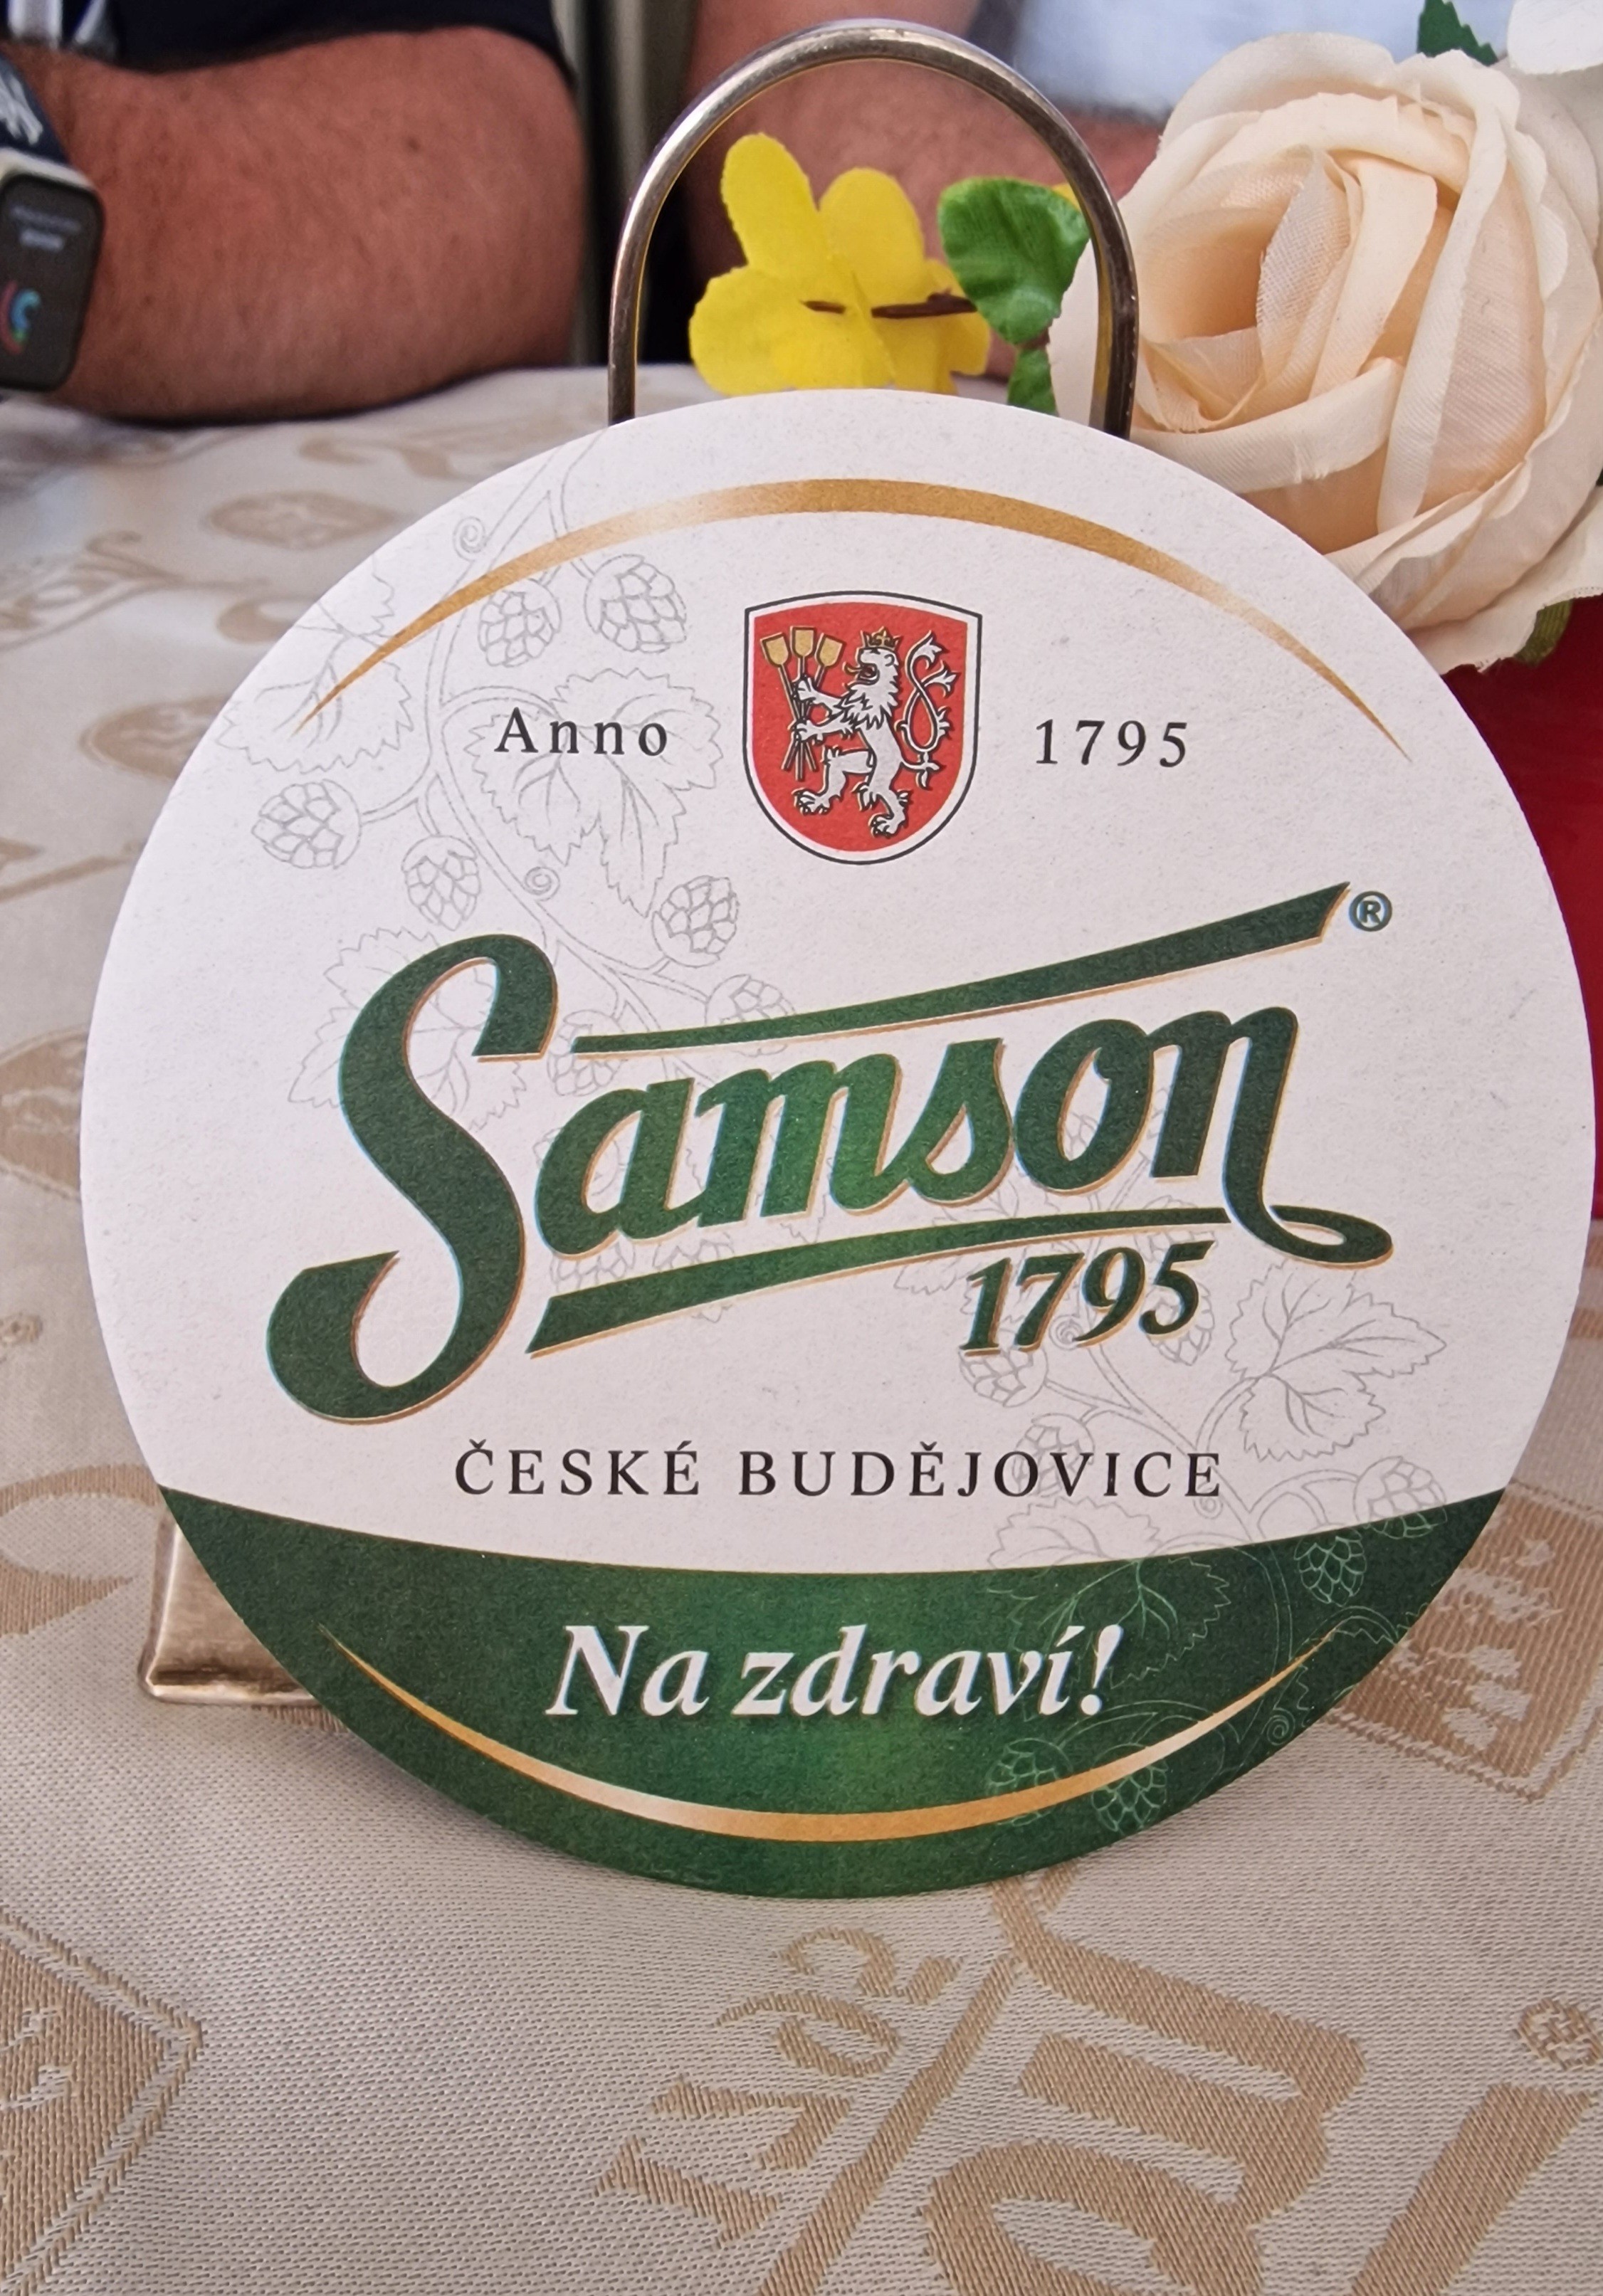 Anno 1795
Samson®
1795
ČESKÉ BUDĚJOVICE
Na zdraví!